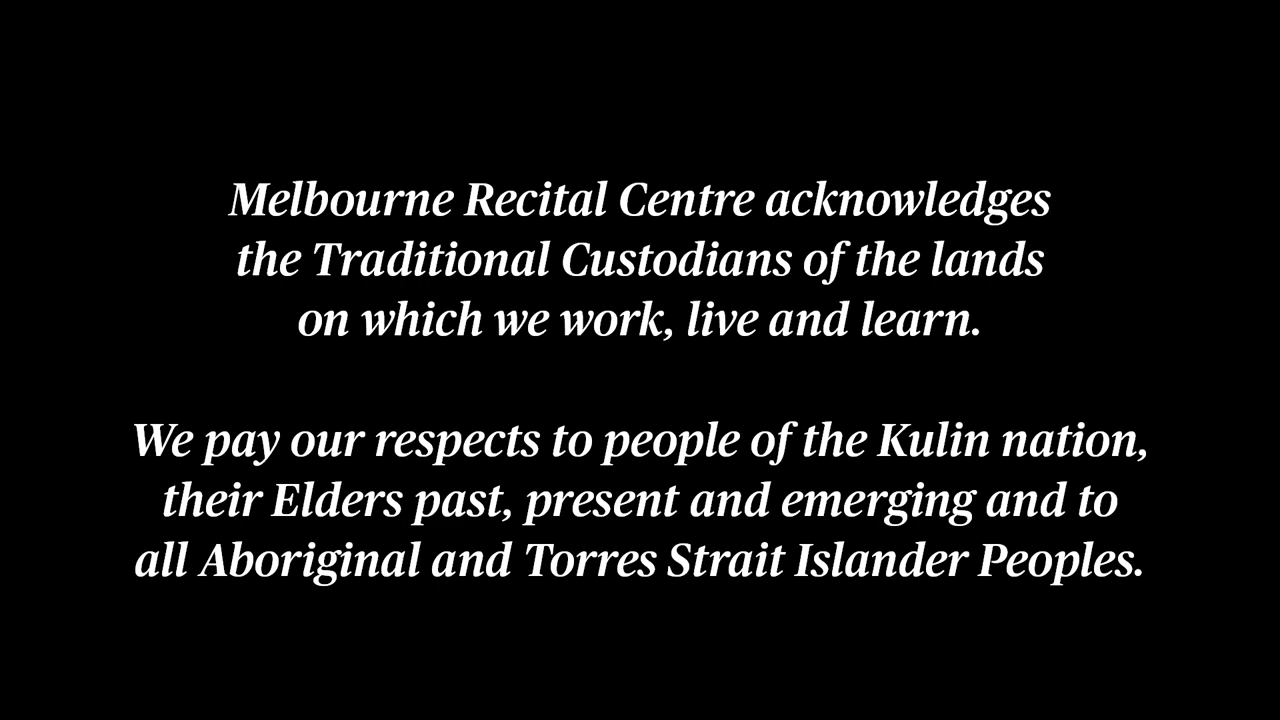 Melbourne Recital Centre acknowledges
the Traditional Custodians of the lands
on which we work, live and learn.
We pay our respects to people of the Kulin nation,
their Elders past, present and emerging and to
all Aboriginal and Torres Strait Islander Peoples.